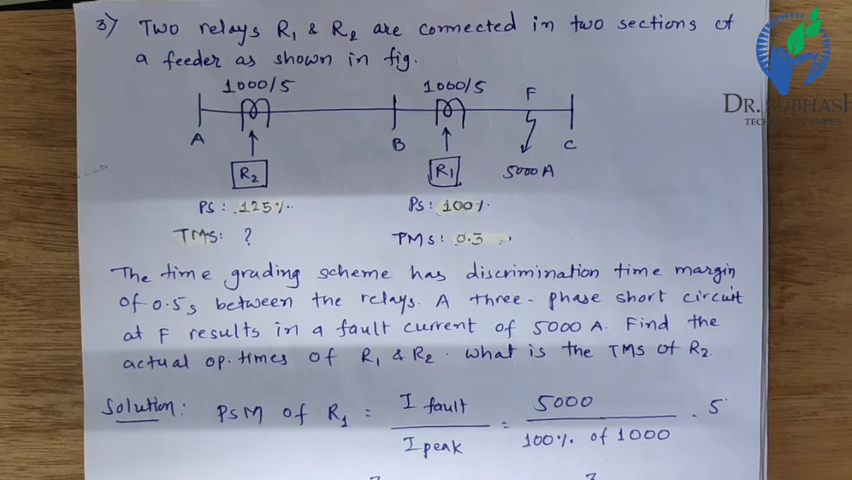 3) Two relays R₁ & R₂ are connected in two sections of
a feeder as shown in fig.
1000/5 1000/5 F
A B C
R₂ R₁ 5000 A
PS: 125%. PS: 100%.
TMS: ? TMS: 0.3
The time grading scheme has discrimination time margin
of 0.5s between the relays. A three-phase short circuit
at F results in a fault current of 5000 A. Find the
actual op. times of R₁ & R₂. What is the TMS of R₂.
Solution: PSM of R₁ = I fault / I peak = 5000 / 100% of 1000 . 5
DR. SUBHASH